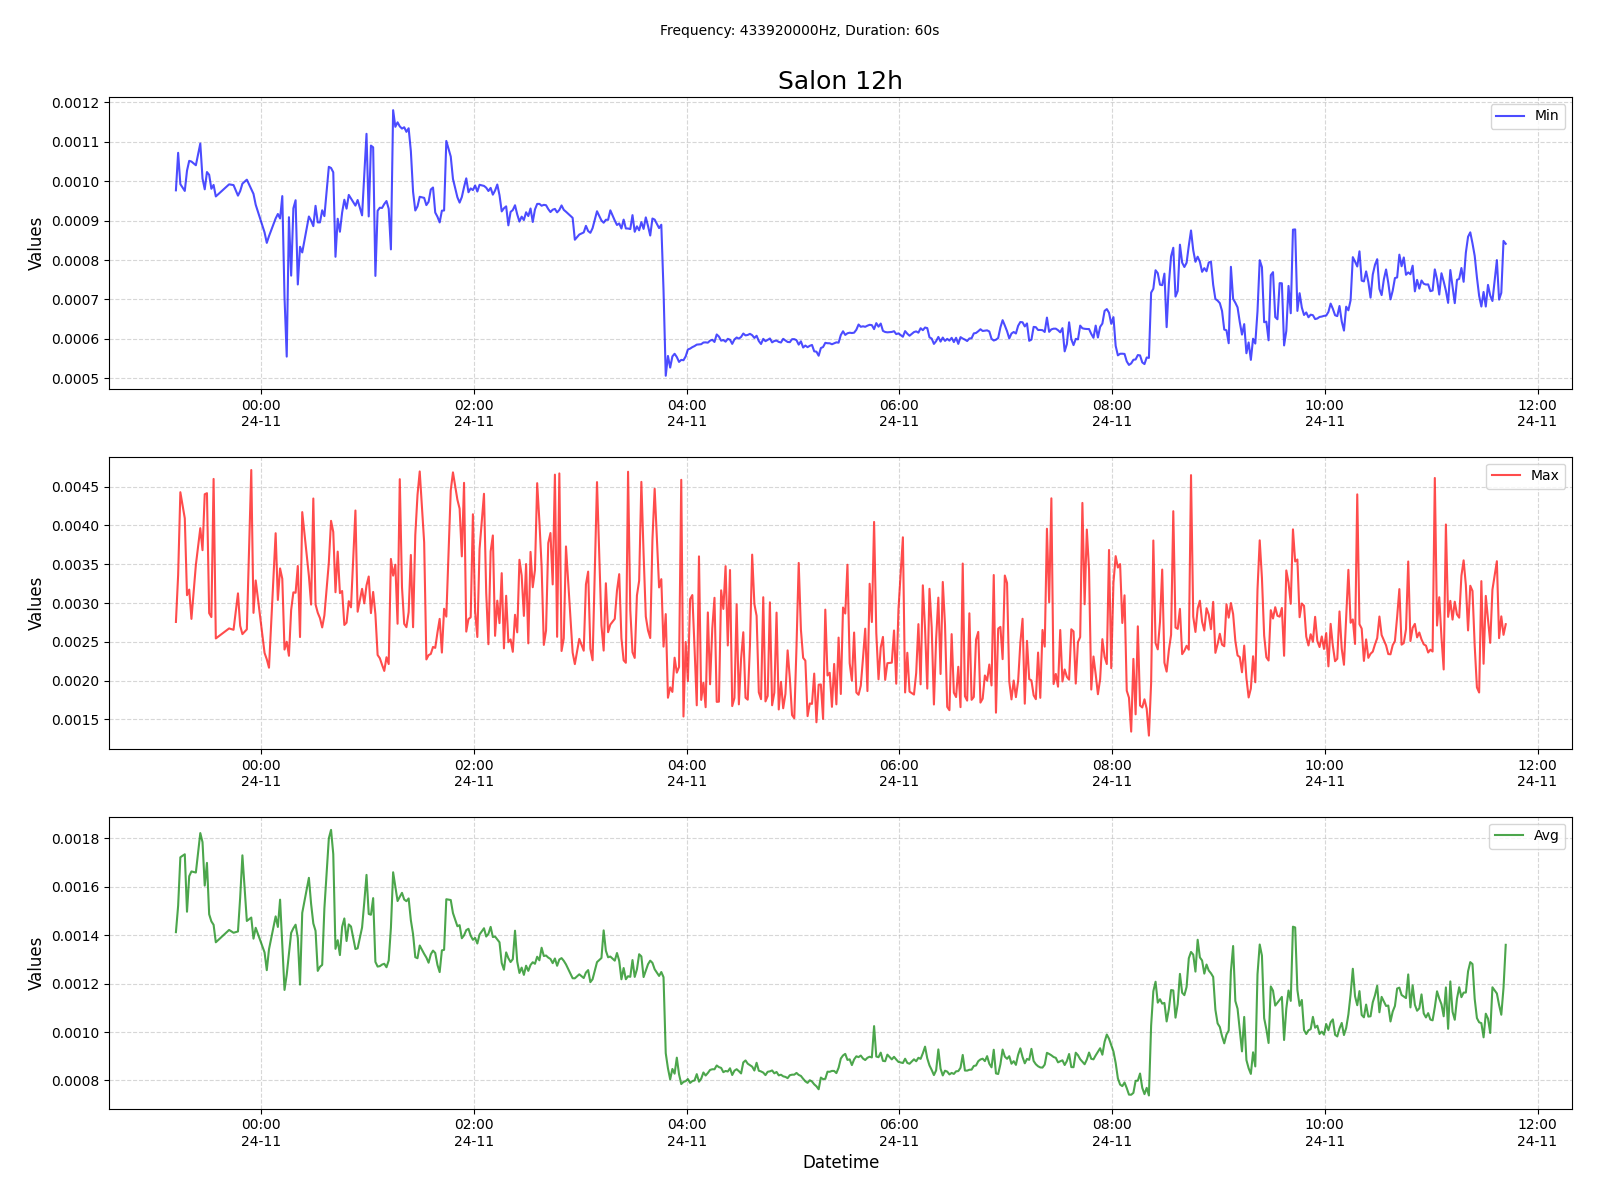 Frequency: 433920000Hz, Duration: 60s
Salon 12h
Values
0.0012
0.0011
0.0010
0.0009
0.0008
0.0007
0.0006
0.0005
Min
00:00 02:00 04:00 06:00 08:00 10:00 12:00
24-11 24-11 24-11 24-11 24-11 24-11 24-11
Values
0.0045
0.0040
0.0035
0.0030
0.0025
0.0020
0.0015
Max
00:00 02:00 04:00 06:00 08:00 10:00 12:00
24-11 24-11 24-11 24-11 24-11 24-11 24-11
Values
0.0018
0.0016
0.0014
0.0012
0.0010
0.0008
Avg
00:00 02:00 04:00 06:00 08:00 10:00 12:00
24-11 24-11 24-11 24-11 24-11 24-11 24-11
Datetime